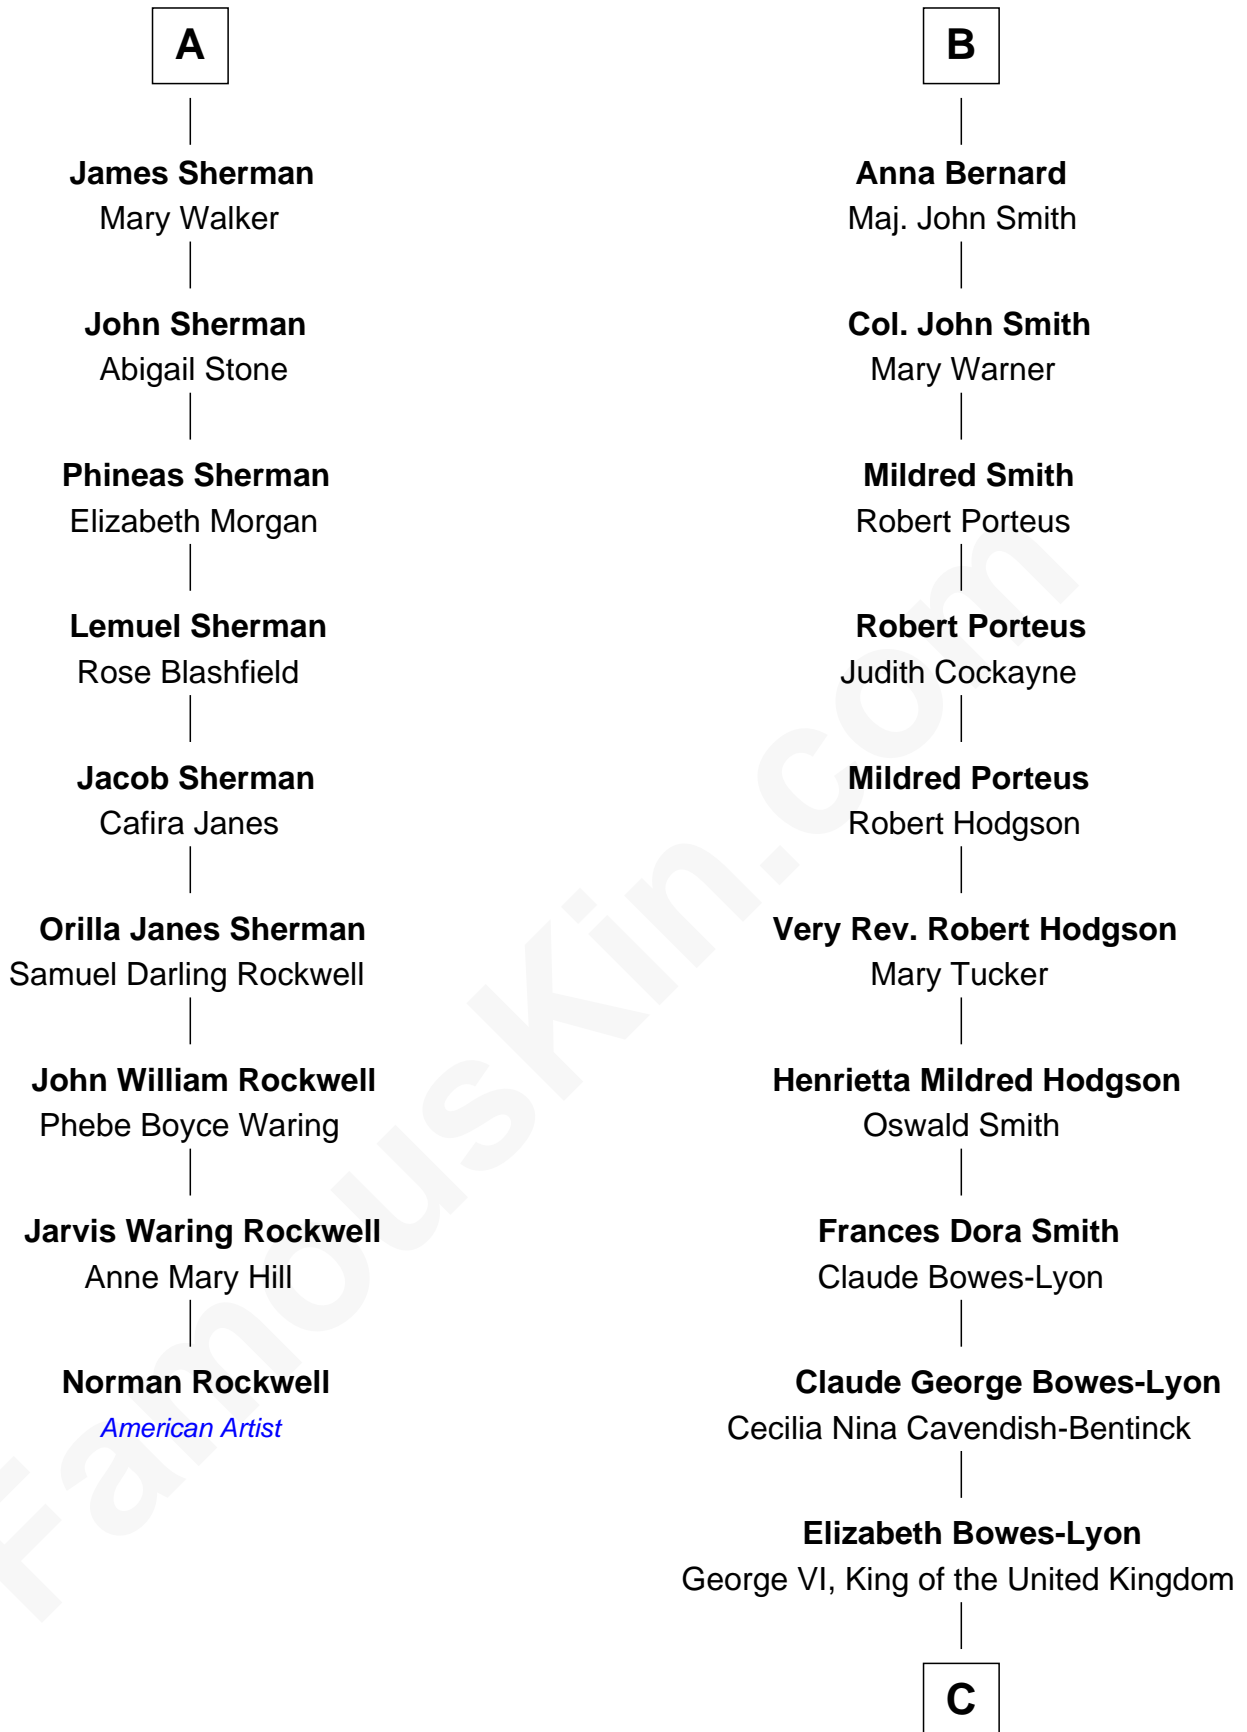 A
James Sherman
Mary Walker
John Sherman
Abigail Stone
Phineas Sherman
Elizabeth Morgan
Lemuel Sherman
Rose Blashfield
Jacob Sherman
Cafira Janes
Orilla Janes Sherman
Samuel Darling Rockwell
John William Rockwell
Phebe Boyce Waring
Jarvis Waring Rockwell
Anne Mary Hill
Norman Rockwell
American Artist
B
Anna Bernard
Maj. John Smith
Col. John Smith
Mary Warner
Mildred Smith
Robert Porteus
Robert Porteus
Judith Cockayne
Mildred Porteus
Robert Hodgson
Very Rev. Robert Hodgson
Mary Tucker
Henrietta Mildred Hodgson
Oswald Smith
Frances Dora Smith
Claude Bowes-Lyon
Claude George Bowes-Lyon
Cecilia Nina Cavendish-Bentinck
Elizabeth Bowes-Lyon
George VI, King of the United Kingdom
C
FamousKin.com